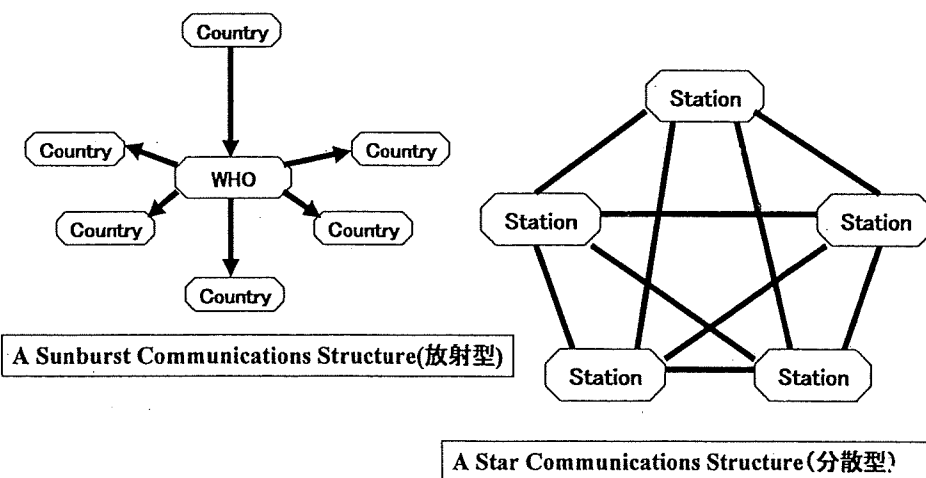 Country
Country
Country
WHO
Country
Country
Country
A Sunburst Communications Structure(放射型)
Station
Station
Station
Station
Station
A Star Communications Structure(分散型)